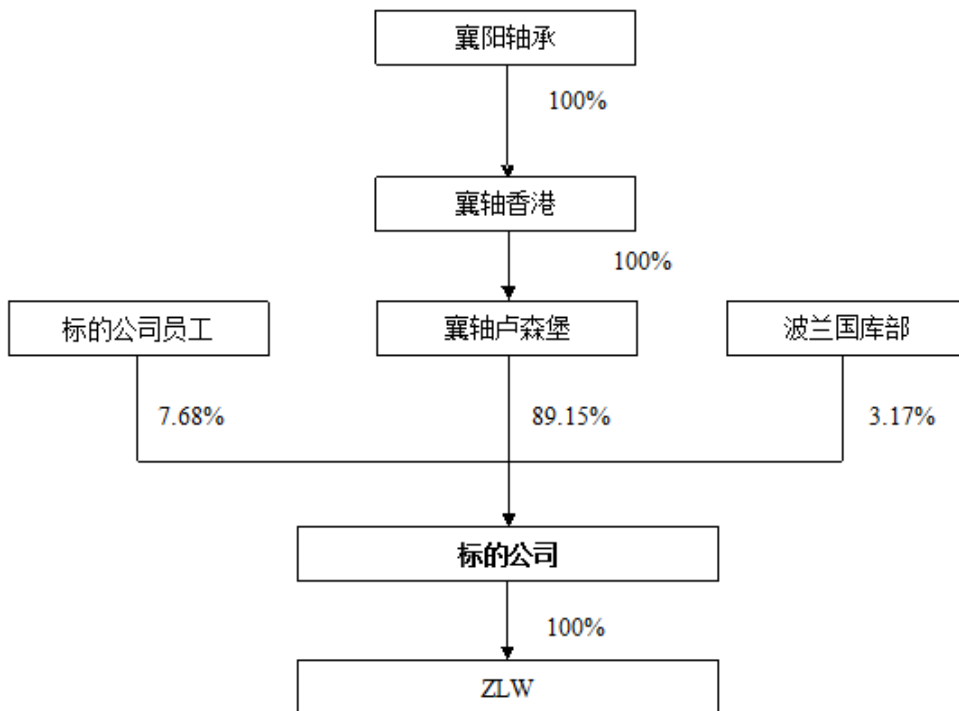 襄阳轴承
100%
襄轴香港
100%
标的公司员工
襄轴卢森堡
波兰国库部
7.68%
89.15%
3.17%
标的公司
100%
ZLW